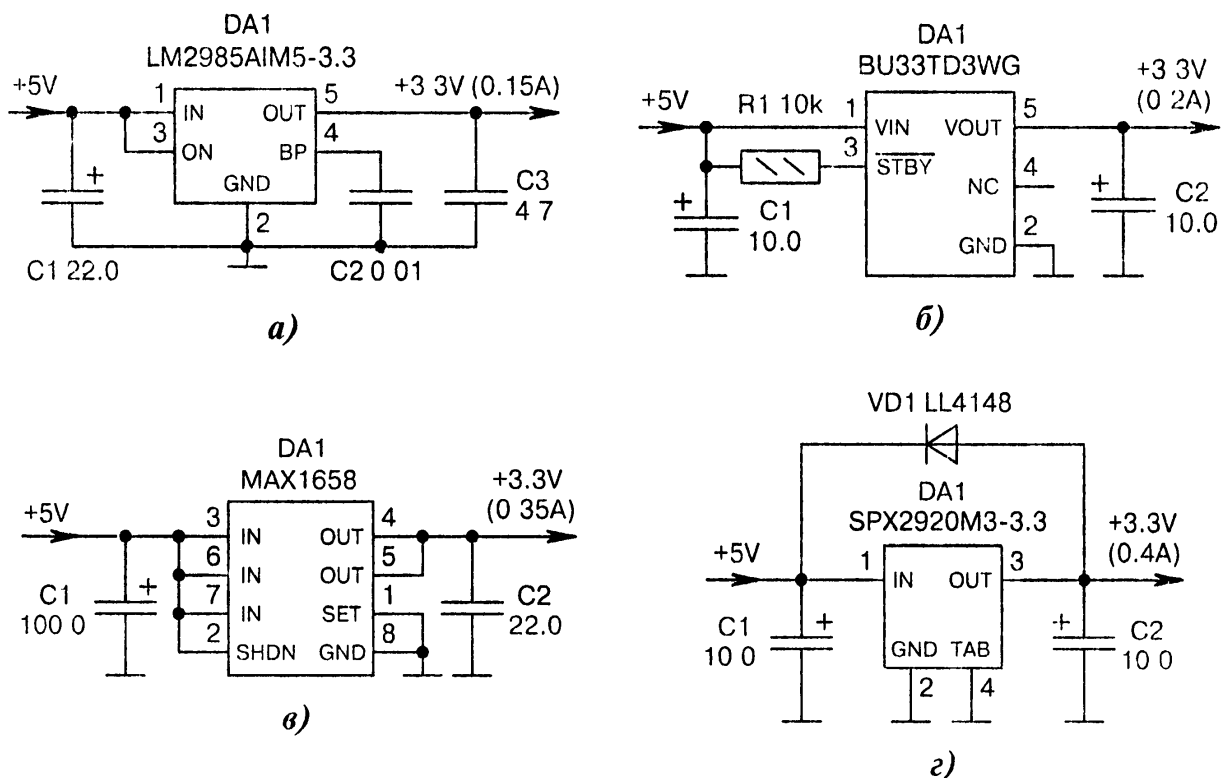 DA1
LM2985AIM5-3.3
+5V
+3 3V (0.15A)
1
IN
OUT
5
3
ON
BP
4
GND
2
+
C1 22.0
C2 0 01
C3
4 7
а)
DA1
BU33TD3WG
+5V
R1 10k
+3 3V
(0 2A)
1
VIN
VOUT
5
3
STBY
NC
4
GND
2
+
C1
10.0
+
C2
10.0
б)
DA1
MAX1658
+5V
+3.3V
(0 35A)
3
IN
OUT
4
6
IN
OUT
5
7
IN
SET
1
2
SHDN
GND
8
C1
100 0
+
C2
22.0
в)
VD1 LL4148
DA1
SPX2920M3-3.3
+5V
+3.3V
(0.4A)
1
IN
OUT
3
GND
TAB
2
4
C1
10 0
+
+
C2
10 0
г)